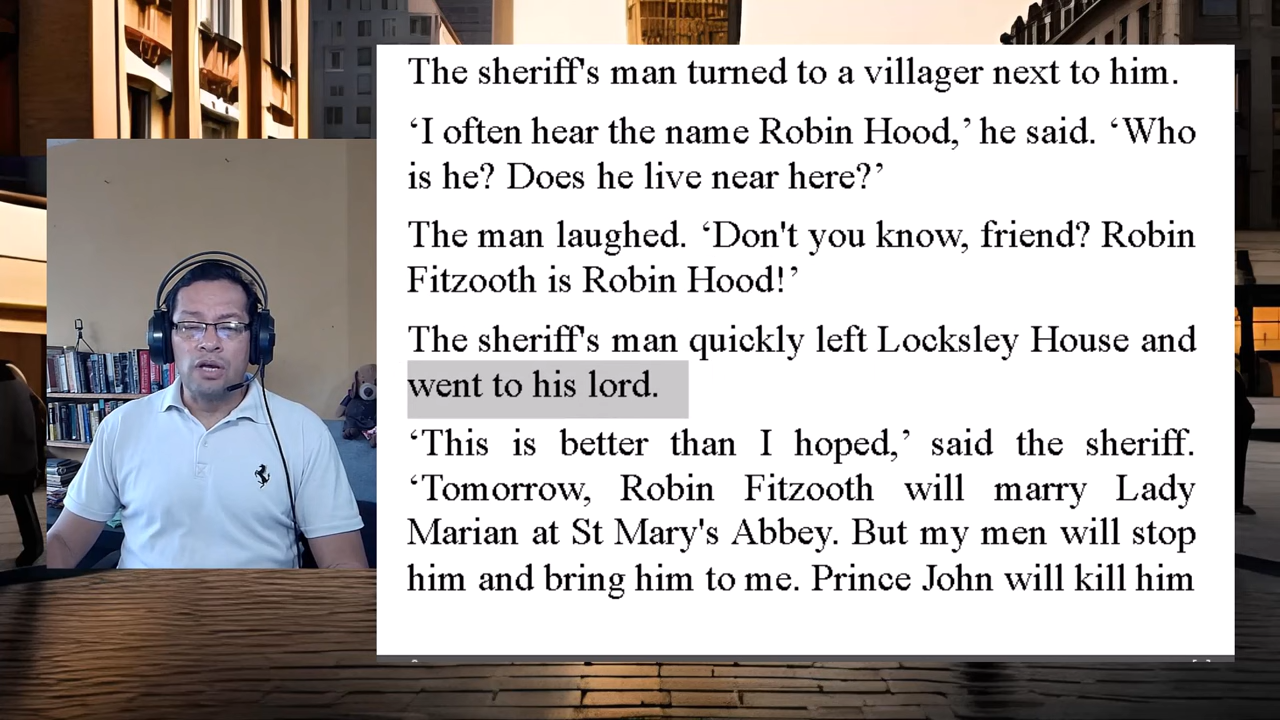 The sheriff's man turned to a villager next to him.
‘I often hear the name Robin Hood,’ he said. ‘Who
is he? Does he live near here?’
The man laughed. ‘Don't you know, friend? Robin
Fitzooth is Robin Hood!’
The sheriff's man quickly left Locksley House and
went to his lord.
‘This is better than I hoped,’ said the sheriff.
‘Tomorrow, Robin Fitzooth will marry Lady
Marian at St Mary's Abbey. But my men will stop
him and bring him to me. Prince John will kill him